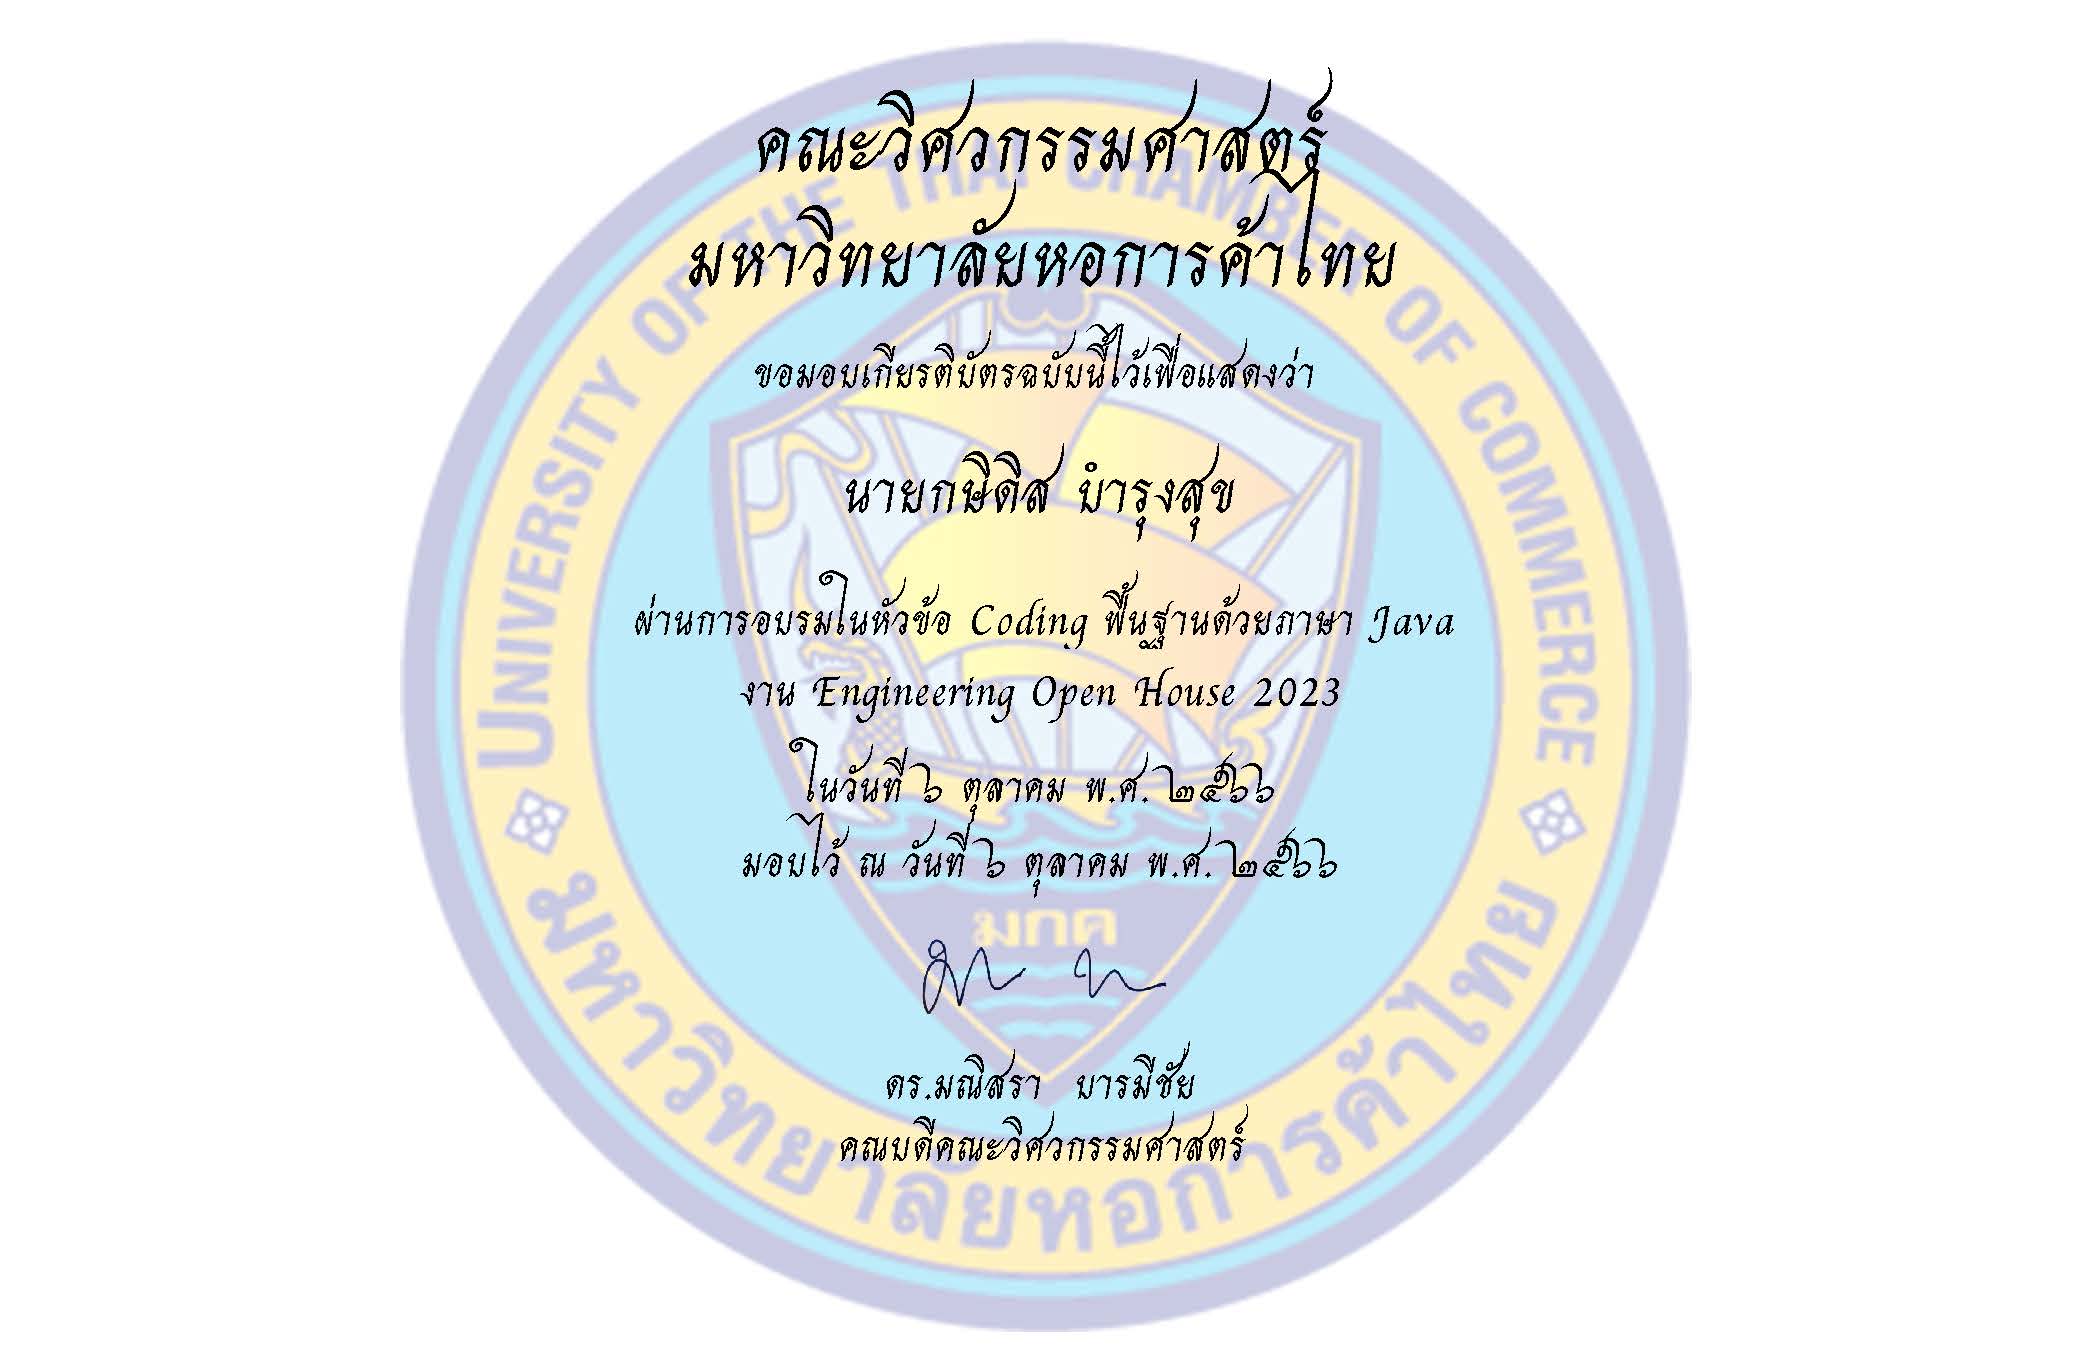 คณะวิศวกรรมศาสตร์
มหาวิทยาลัยหอการค้าไทย
ขอมอบเกียรติบัตรฉบับนี้ไว้เพื่อแสดงว่า
นายกษิดิส บำรุงสุข
ผ่านการอบรมในหัวข้อ Coding พื้นฐานด้วยภาษา Java
งาน Engineering Open House 2023
ในวันที่ ๖ ตุลาคม พ.ศ. ๒๕๖๖
มอบไว้ ณ วันที่ ๖ ตุลาคม พ.ศ. ๒๕๖๖
ดร.มณิสรา บารมีชัย
คณบดีคณะวิศวกรรมศาสตร์
UNIVERSITY OF THE THAI CHAMBER OF COMMERCE
มกค
มหาวิทยาลัยหอการค้าไทย